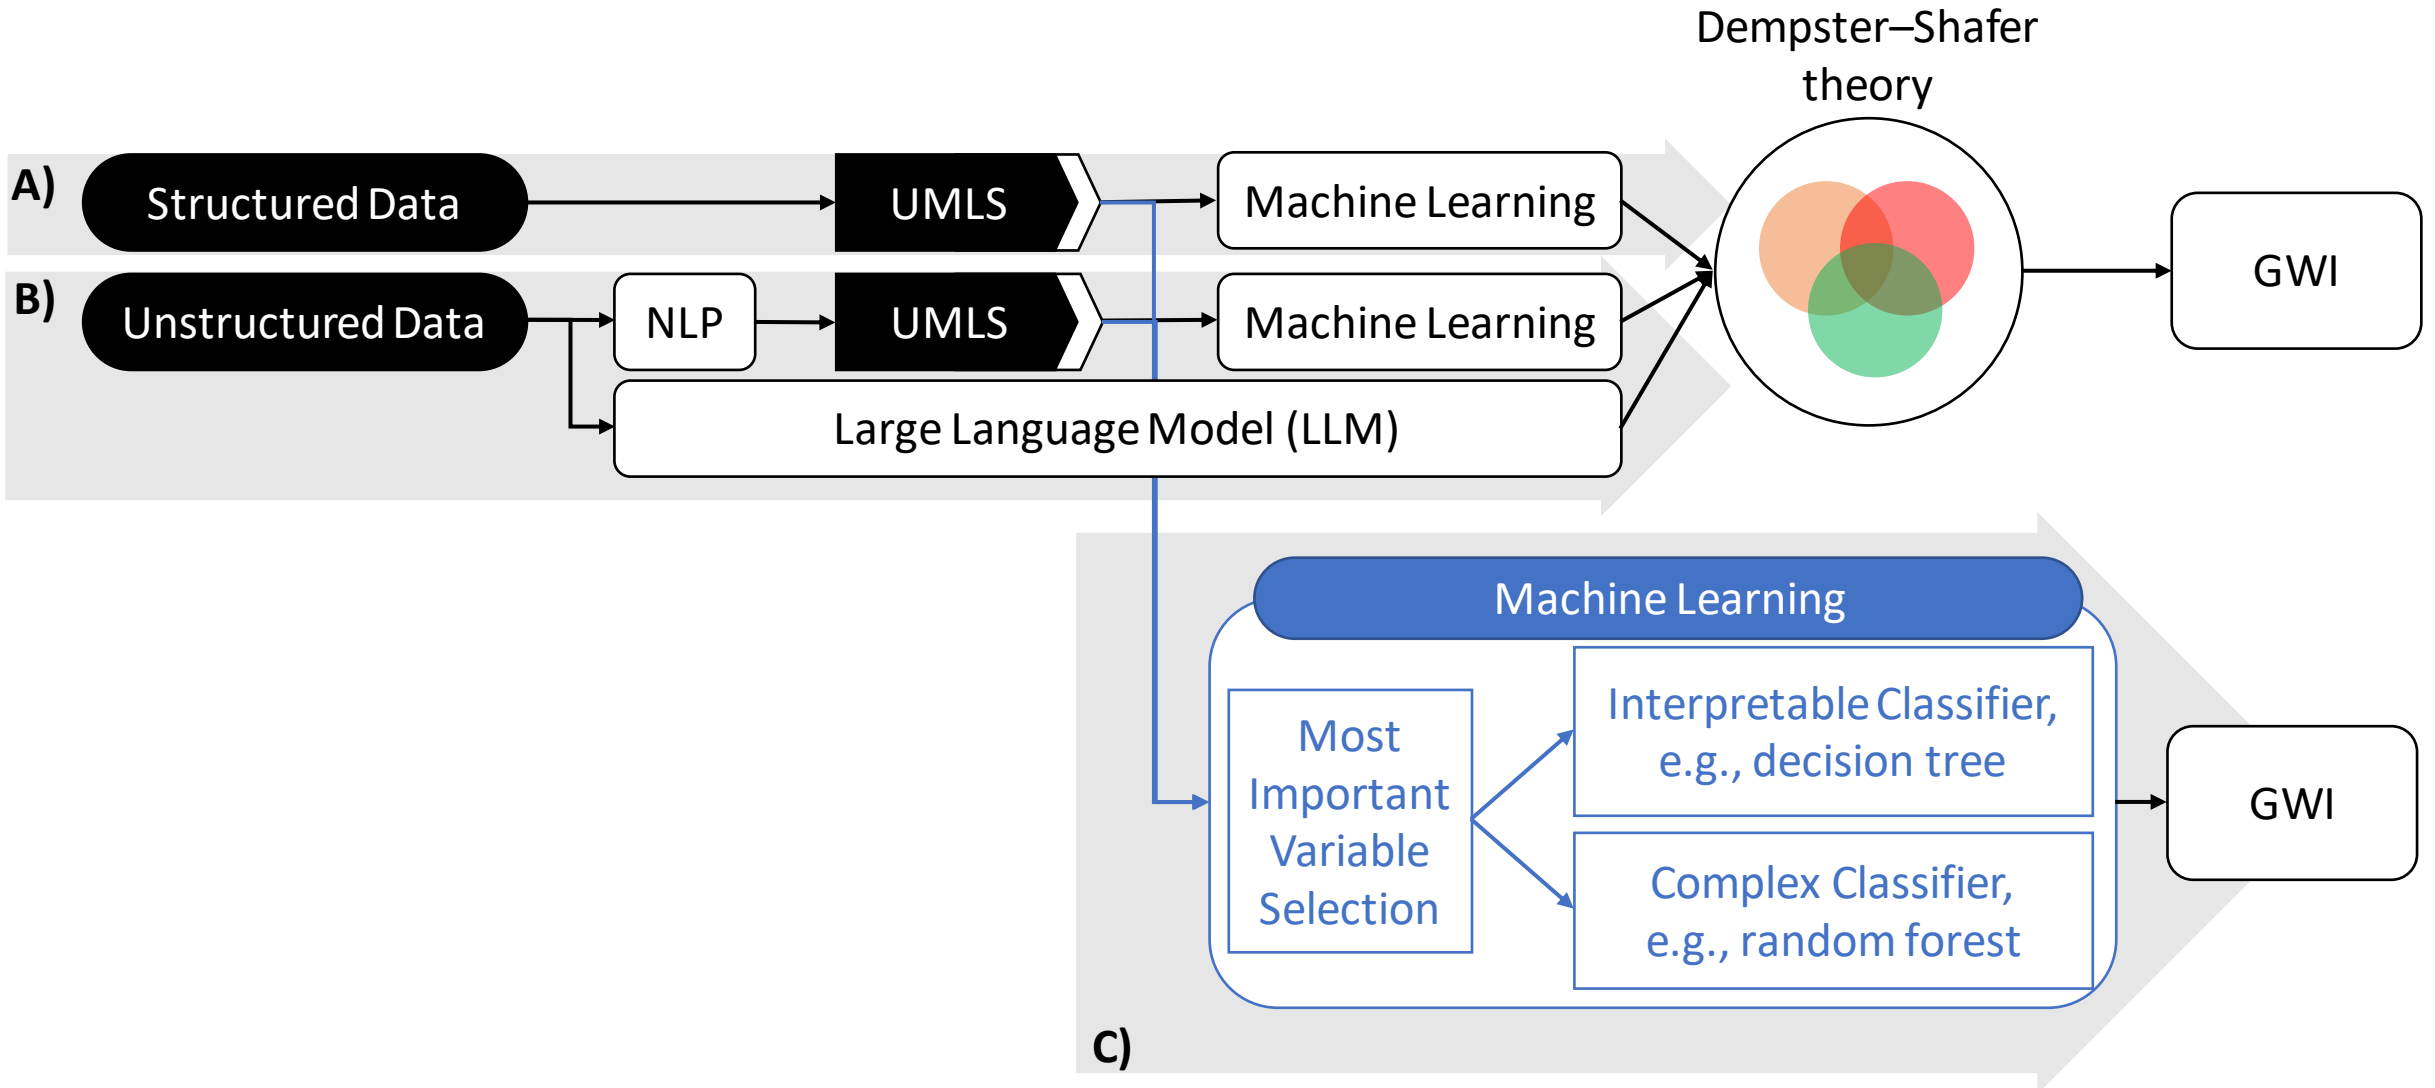 Dempster–Shafer
theory
A)
Structured Data
UMLS
Machine Learning
GWI
B)
Unstructured Data
NLP
UMLS
Machine Learning
Large Language Model (LLM)
Machine Learning
Most
Important
Variable
Selection
Interpretable Classifier,
e.g., decision tree
Complex Classifier,
e.g., random forest
GWI
C)